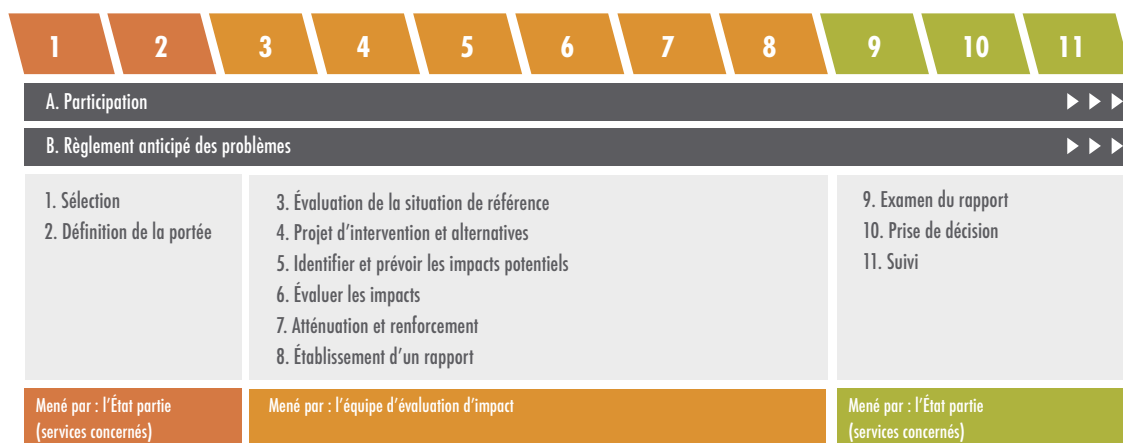 1 2 3 4 5 6 7 8 9 10 11
A. Participation
B. Règlement anticipé des problèmes
1. Sélection
2. Définition de la portée
3. Évaluation de la situation de référence
4. Projet d'intervention et alternatives
5. Identifier et prévoir les impacts potentiels
6. Évaluer les impacts
7. Atténuation et renforcement
8. Établissement d'un rapport
9. Examen du rapport
10. Prise de décision
11. Suivi
Mené par : l'État partie
(services concernés)
Mené par : l'équipe d'évaluation d'impact
Mené par : l'État partie
(services concernés)